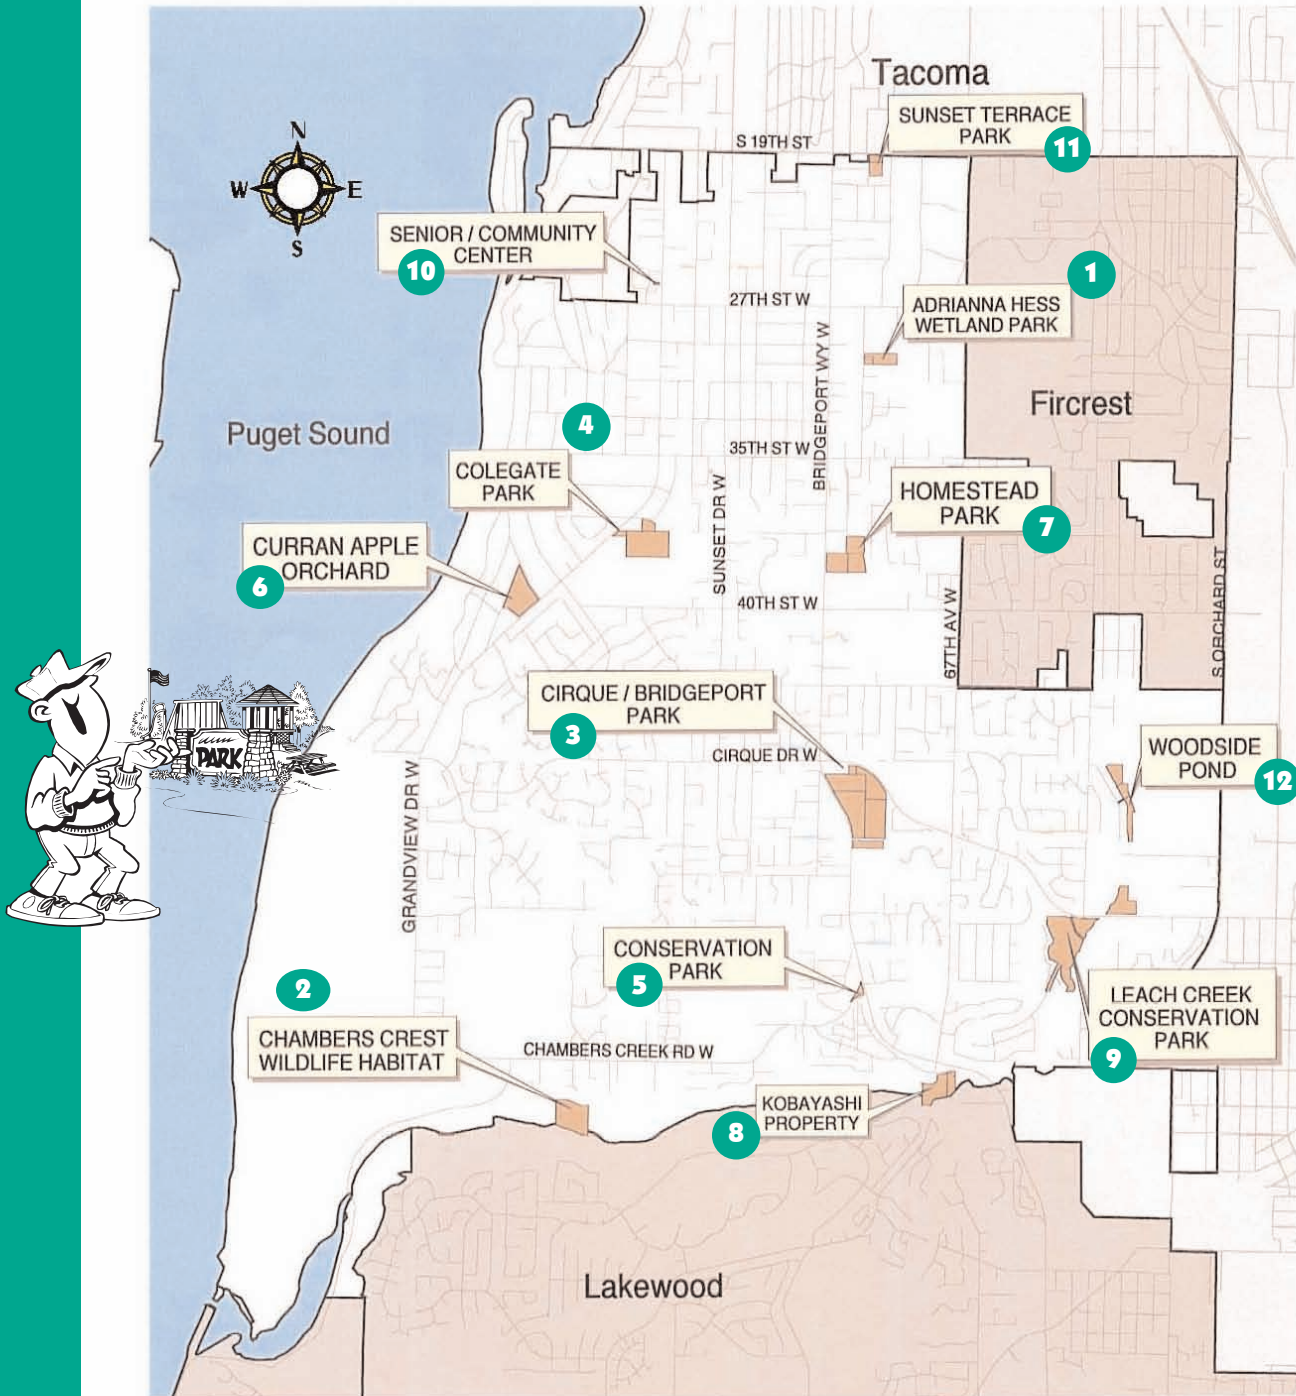 Tacoma
SUNSET TERRACE
PARK
11
S 19TH ST
N
W
E
S
SENIOR / COMMUNITY
CENTER
10
1
27TH ST W
ADRIANNA HESS
WETLAND PARK
BRIDGEPORT WY W
Fircrest
Puget Sound
4
35TH ST W
COLEGATE
PARK
SUNSET DR W
HOMESTEAD
PARK
7
CURRAN APPLE
ORCHARD
6
40TH ST W
67TH AV W
S ORCHARD ST
CIRQUE / BRIDGEPORT
PARK
3
CIRQUE DR W
PARK
WOODSIDE
POND
12
GRANDVIEW DR W
CONSERVATION
PARK
5
2
LEACH CREEK
CONSERVATION
PARK
9
CHAMBERS CREST
WILDLIFE HABITAT
CHAMBERS CREEK RD W
KOBAYASHI
PROPERTY
8
Lakewood